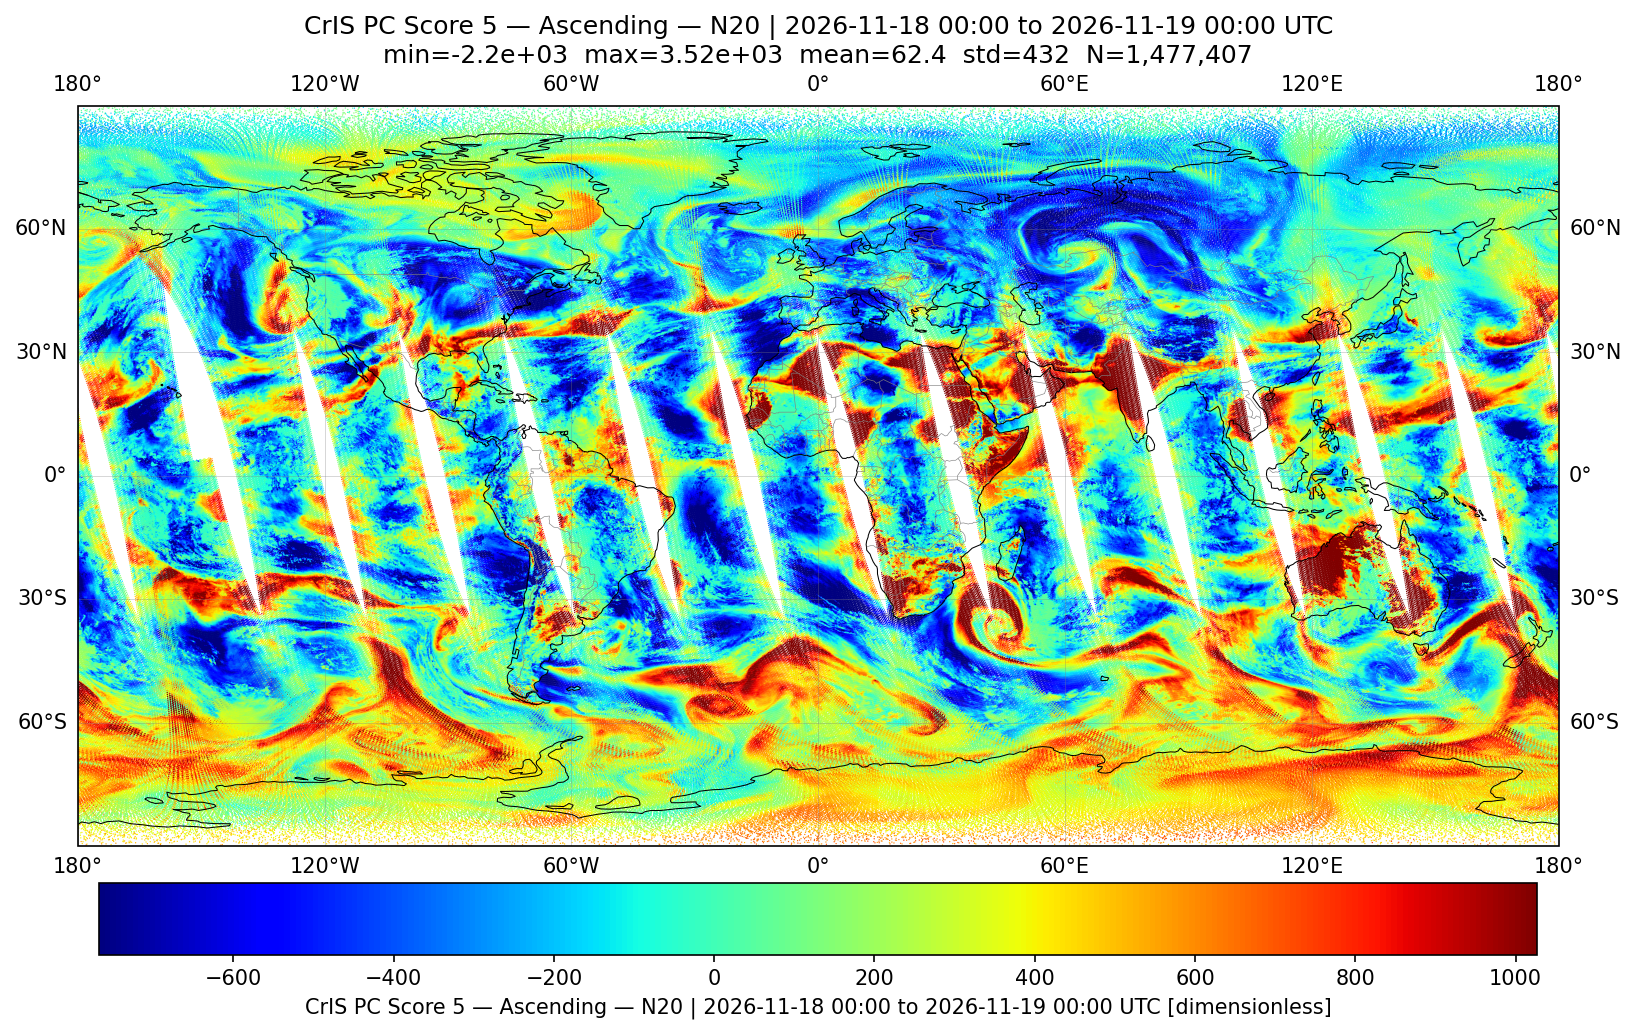 CrIS PC Score 5 — Ascending — N20 | 2026-11-18 00:00 to 2026-11-19 00:00 UTC
min=-2.2e+03  max=3.52e+03  mean=62.4  std=432  N=1,477,407
180° 120°W 60°W 0° 60°E 120°E 180°
60°N 60°N
30°N 30°N
0° 0°
30°S 30°S
60°S 60°S
180° 120°W 60°W 0° 60°E 120°E 180°
−600 −400 −200 0 200 400 600 800 1000
CrIS PC Score 5 — Ascending — N20 | 2026-11-18 00:00 to 2026-11-19 00:00 UTC [dimensionless]